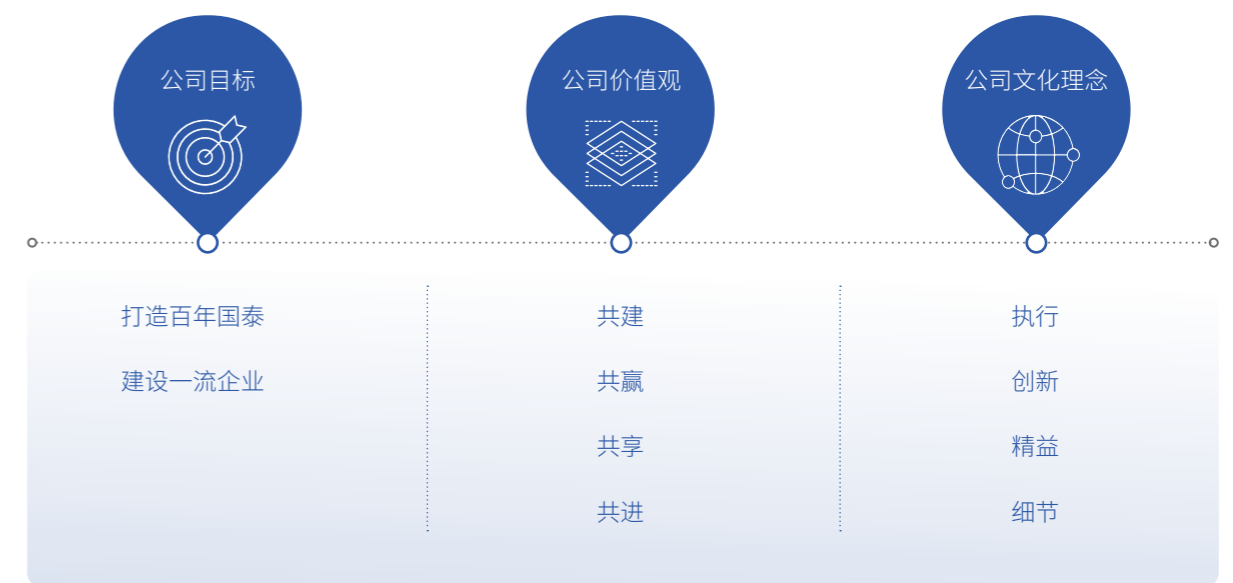 公司目标
公司价值观
公司文化理念
打造百年国泰
建设一流企业
共建
共赢
共享
共进
执行
创新
精益
细节